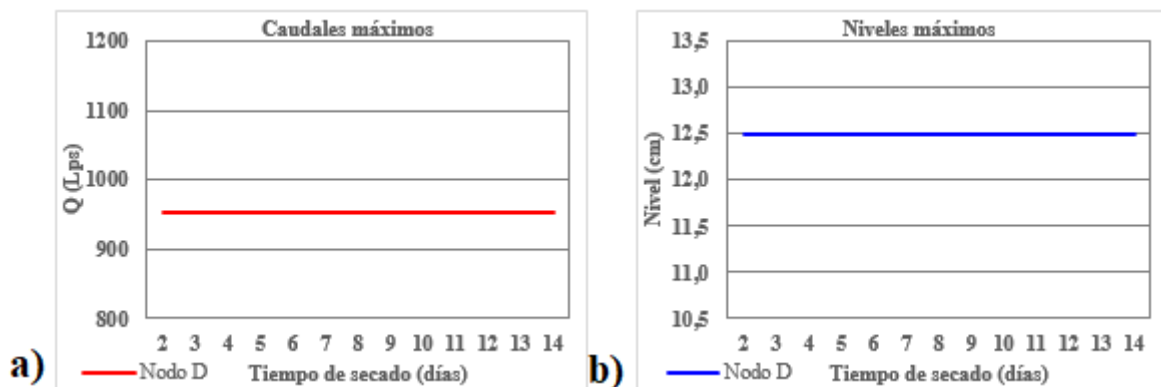 Caudales máximos
1200
1100
1000
900
800
Q (Lps)
2 3 4 5 6 7 8 9 10 11 12 13 14
Tiempo de secado (días)
Nodo D
a)
Niveles máximos
13,5
13,0
12,5
12,0
11,5
11,0
10,5
Nivel (cm)
2 3 4 5 6 7 8 9 10 11 12 13 14
Tiempo de secado (días)
Nodo D
b)